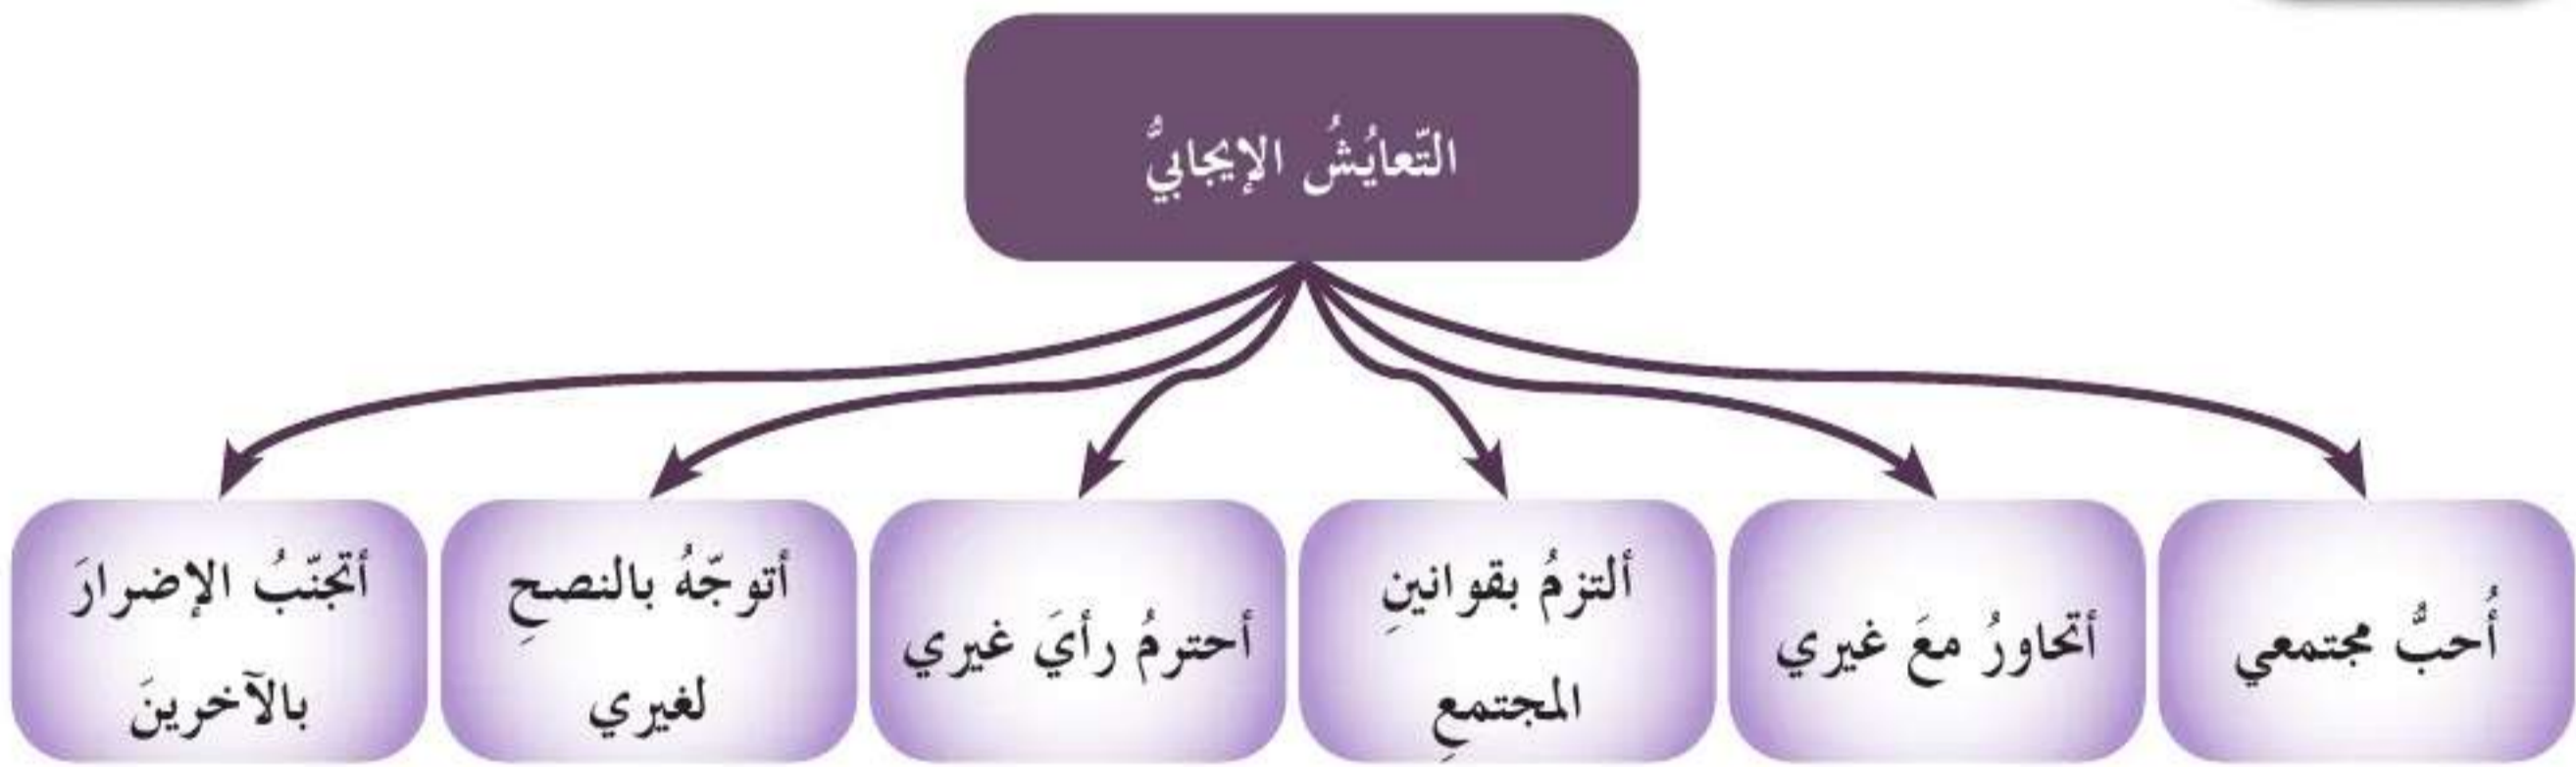 التّعايُشُ الإيجابيُّ
أُحبُّ مجتمعي
أتحاورُ معَ غيري
ألتزمُ بقوانينِ
المجتمعِ
أحترمُ رأيَ غيري
أتوجّهُ بالنصحِ
لغيري
أتجنّبُ الإضرارَ
بالآخرينَ